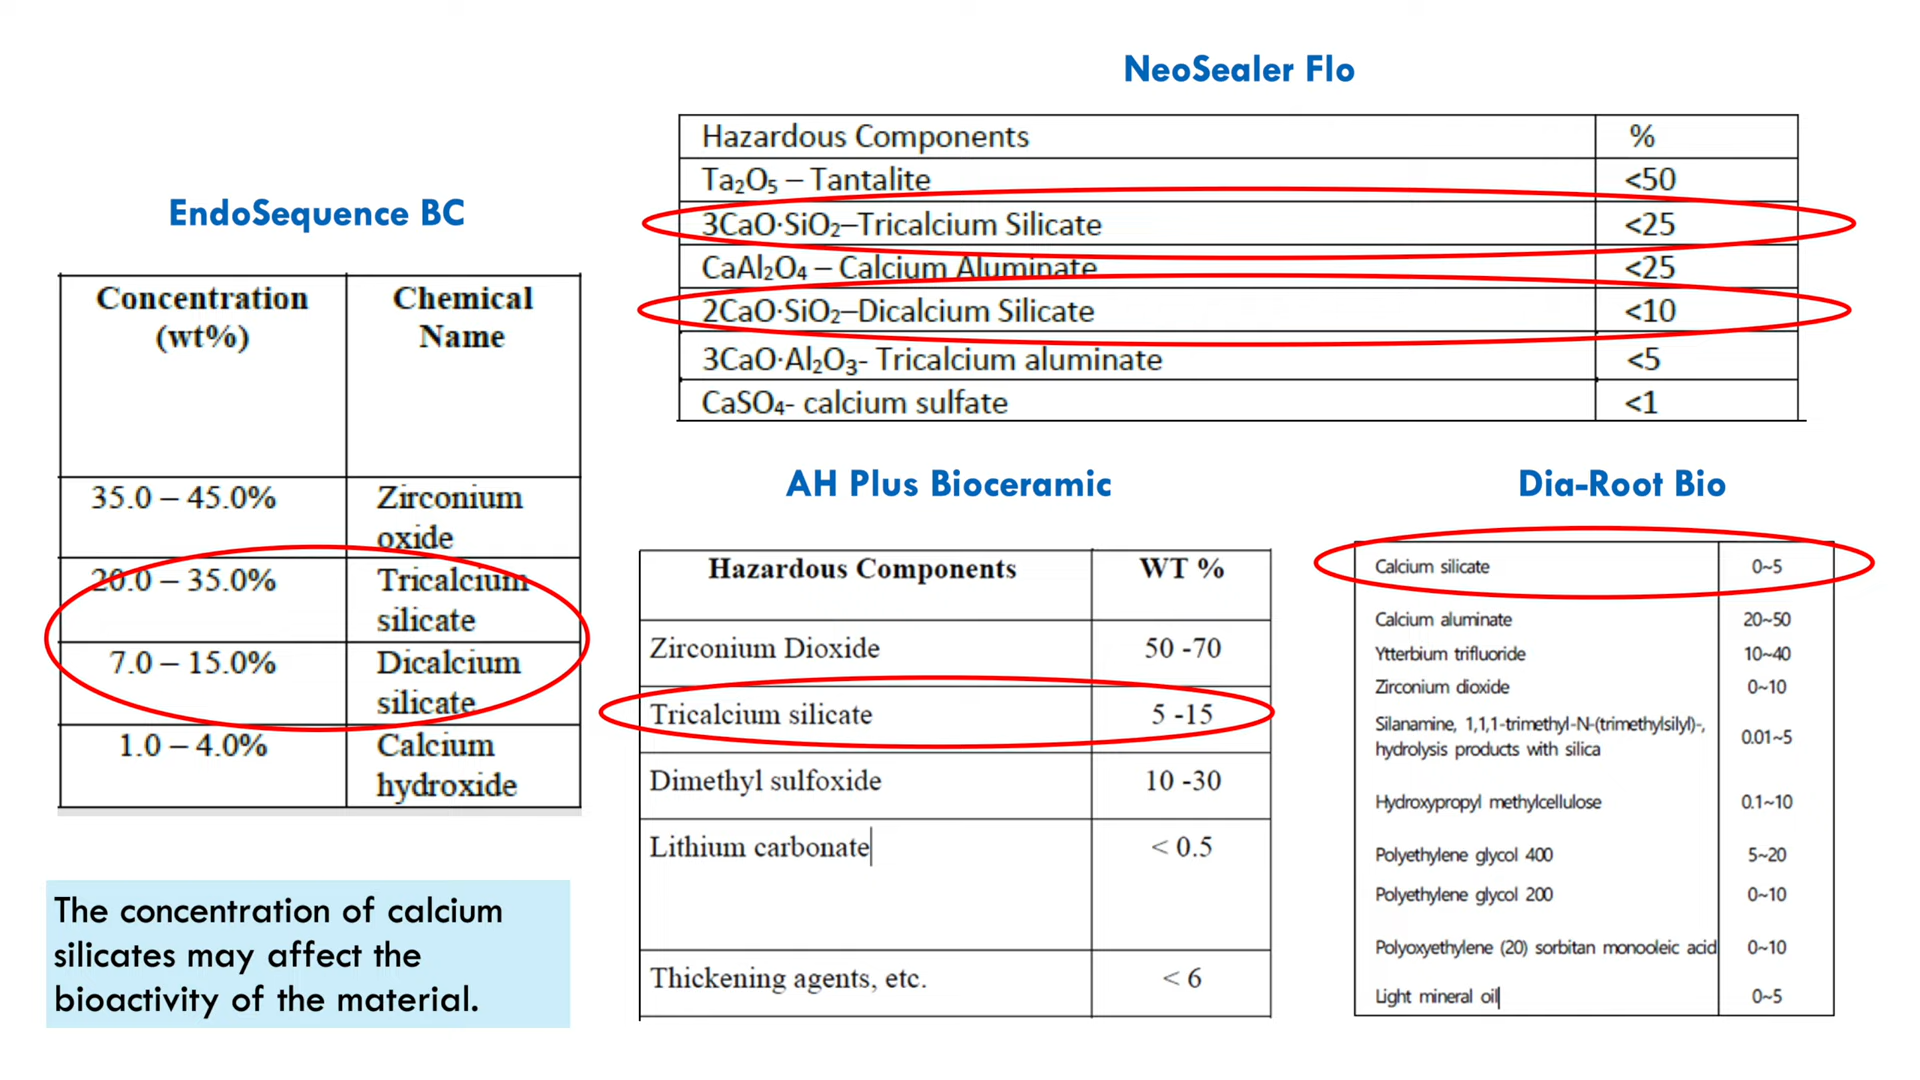 NeoSealer Flo
Hazardous Components %
Ta₂O₅ – Tantalite <50
3CaO·SiO₂–Tricalcium Silicate <25
CaAl₂O₄ – Calcium Aluminate <25
2CaO·SiO₂–Dicalcium Silicate <10
3CaO·Al₂O₃- Tricalcium aluminate <5
CaSO₄- calcium sulfate <1
EndoSequence BC
Concentration Chemical
(wt%) Name
35.0 – 45.0% Zirconium
oxide
20.0 – 35.0% Tricalcium
silicate
7.0 – 15.0% Dicalcium
silicate
1.0 – 4.0% Calcium
hydroxide
The concentration of calcium
silicates may affect the
bioactivity of the material.
AH Plus Bioceramic
Hazardous Components WT %
Zirconium Dioxide 50 -70
Tricalcium silicate 5 -15
Dimethyl sulfoxide 10 -30
Lithium carbonate < 0.5
Thickening agents, etc. < 6
Dia-Root Bio
Calcium silicate 0~5
Calcium aluminate 20~50
Ytterbium trifluoride 10~40
Zirconium dioxide 0~10
Silanamine, 1,1,1-trimethyl-N-(trimethylsilyl)-,
hydrolysis products with silica 0.01~5
Hydroxypropyl methylcellulose 0.1~10
Polyethylene glycol 400 5~20
Polyethylene glycol 200 0~10
Polyoxyethylene (20) sorbitan monooleic acid 0~10
Light mineral oil 0~5